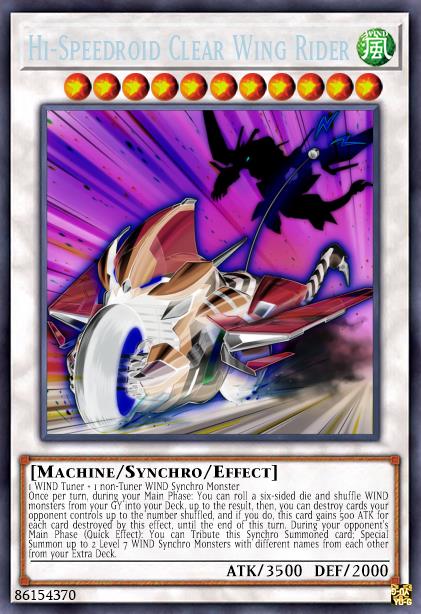 Hi-Speedroid Clear Wing Rider
WIND
風
[Machine/Synchro/Effect]
1 WIND Tuner + 1 non-Tuner WIND Synchro Monster
Once per turn, during your Main Phase: You can roll a six-sided die and shuffle WIND
monsters from your GY into your Deck, up to the result, then, you can destroy cards your
opponent controls up to the number shuffled, and if you do, this card gains 500 ATK for
each card destroyed by this effect, until the end of this turn. During your opponent's
Main Phase (Quick Effect): You can Tribute this Synchro Summoned card; Special
Summon up to 2 Level 7 WIND Synchro Monsters with different names from each other
from your Extra Deck.
ATK/3500 DEF/2000
86154370